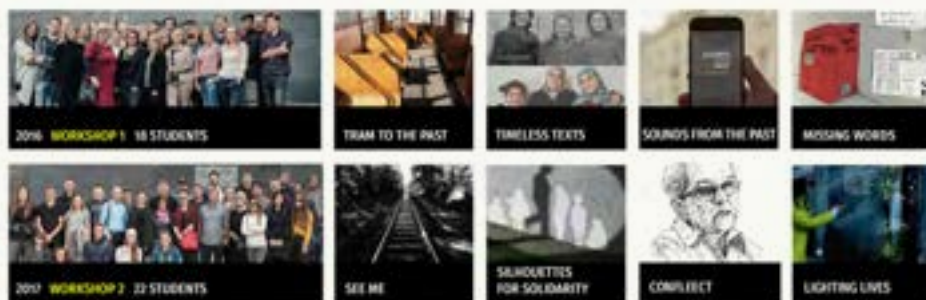 2016 WORKSHOP 1 18 STUDENTS
TRAM TO THE PAST
TIMELESS TEXTS
SOUNDS FROM THE PAST
MISSING WORDS
2017 WORKSHOP 2 22 STUDENTS
SEE ME
SILHOUETTES
FOR SOLIDARITY
CONFLEECT
LIGHTING LIVES